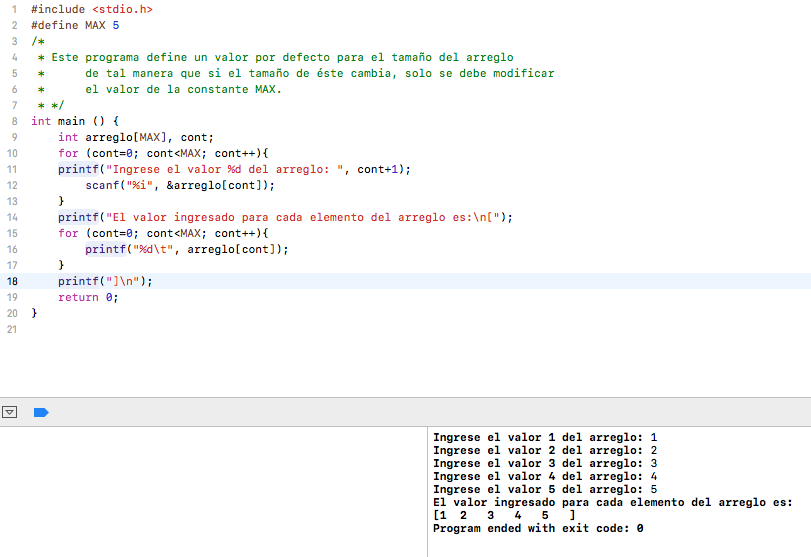 1 #include <stdio.h>
2 #define MAX 5
3 /*
4  * Este programa define un valor por defecto para el tamaño del arreglo
5  *      de tal manera que si el tamaño de éste cambia, solo se debe modificar
6  *      el valor de la constante MAX.
7  * */
8 int main () {
9     int arreglo[MAX], cont;
10     for (cont=0; cont<MAX; cont++){
11     printf("Ingrese el valor %d del arreglo: ", cont+1);
12         scanf("%i", &arreglo[cont]);
13     }
14     printf("El valor ingresado para cada elemento del arreglo es:\n[");
15     for (cont=0; cont<MAX; cont++){
16         printf("%d\t", arreglo[cont]);
17     }
18     printf("]\n");
19     return 0;
20 }
21
Ingrese el valor 1 del arreglo: 1
Ingrese el valor 2 del arreglo: 2
Ingrese el valor 3 del arreglo: 3
Ingrese el valor 4 del arreglo: 4
Ingrese el valor 5 del arreglo: 5
El valor ingresado para cada elemento del arreglo es:
[1  2   3   4   5   ]
Program ended with exit code: 0